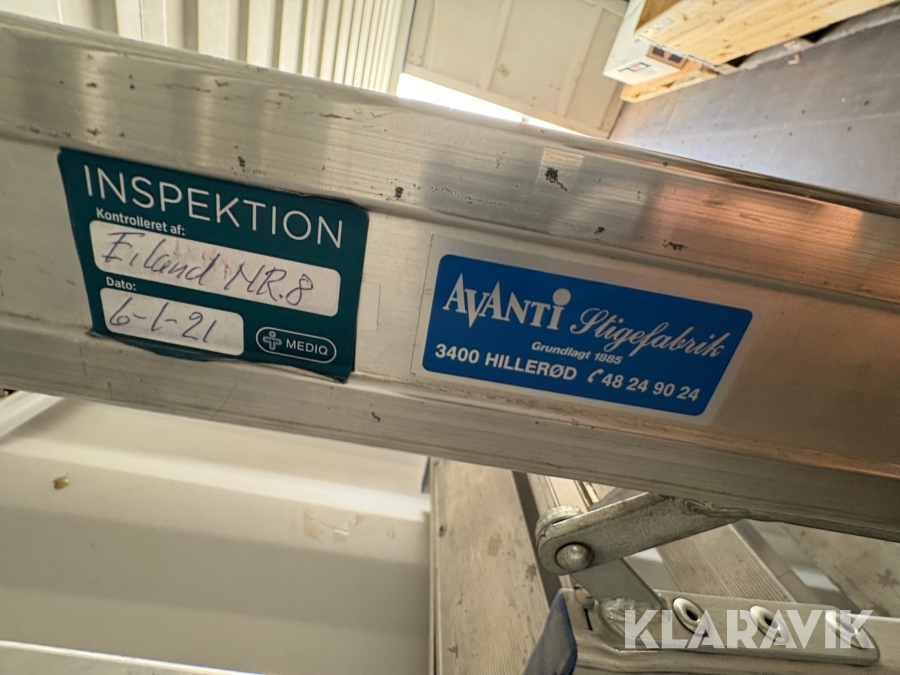 INSPEKTION
Kontrolleret af:
Eiland NR.8
Dato:
6-1-21
MEDIQ
AVANTi Stigefabrik
Grundlagt 1885
3400 HILLERØD ✆ 48 24 90 24
KLARAVIK